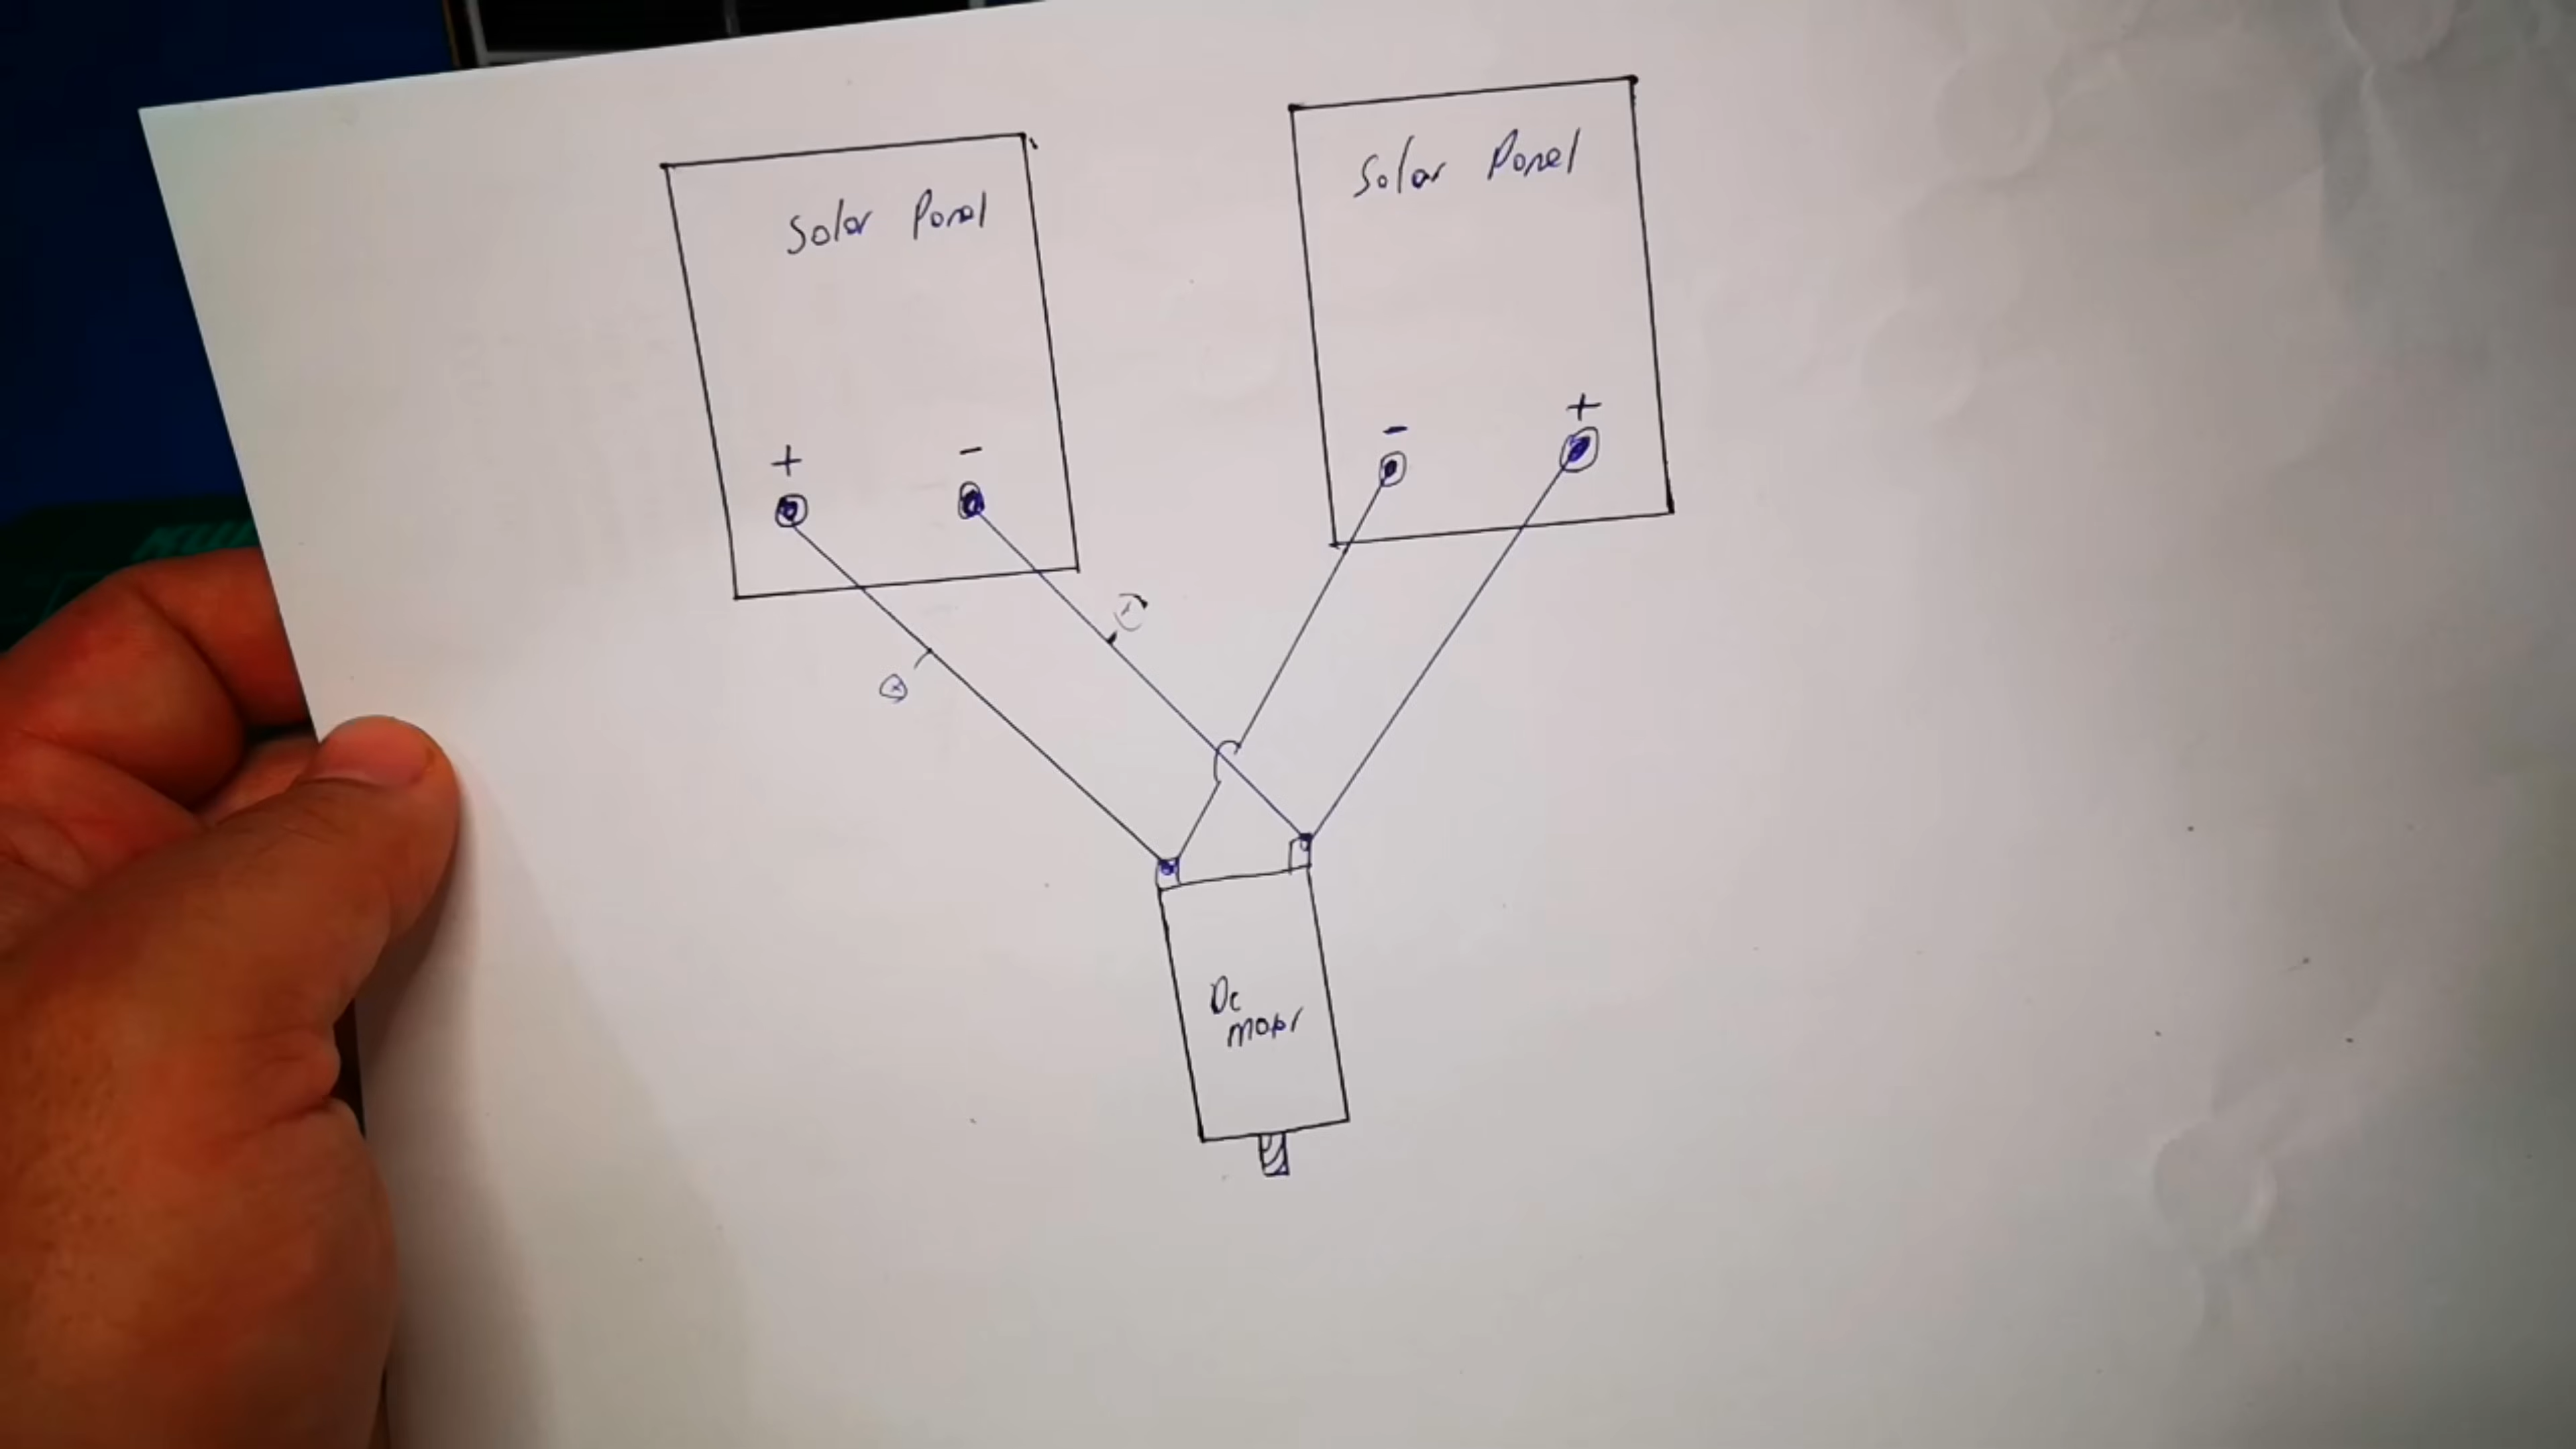 Solar Panel
Solar Panel
+
-
-
+
Dc
motor